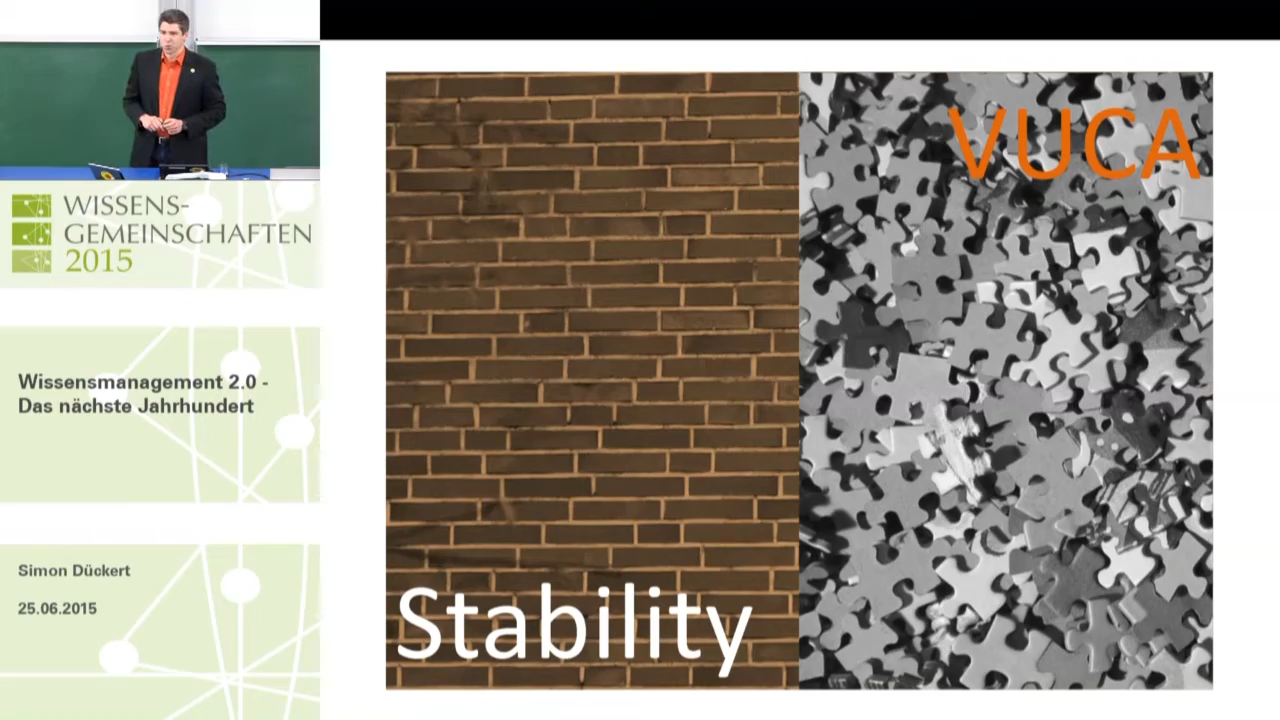 WISSENS-
GEMEINSCHAFTEN
2015
Wissensmanagement 2.0 -
Das nächste Jahrhundert
Simon Dückert
25.06.2015
VUCA
Stability